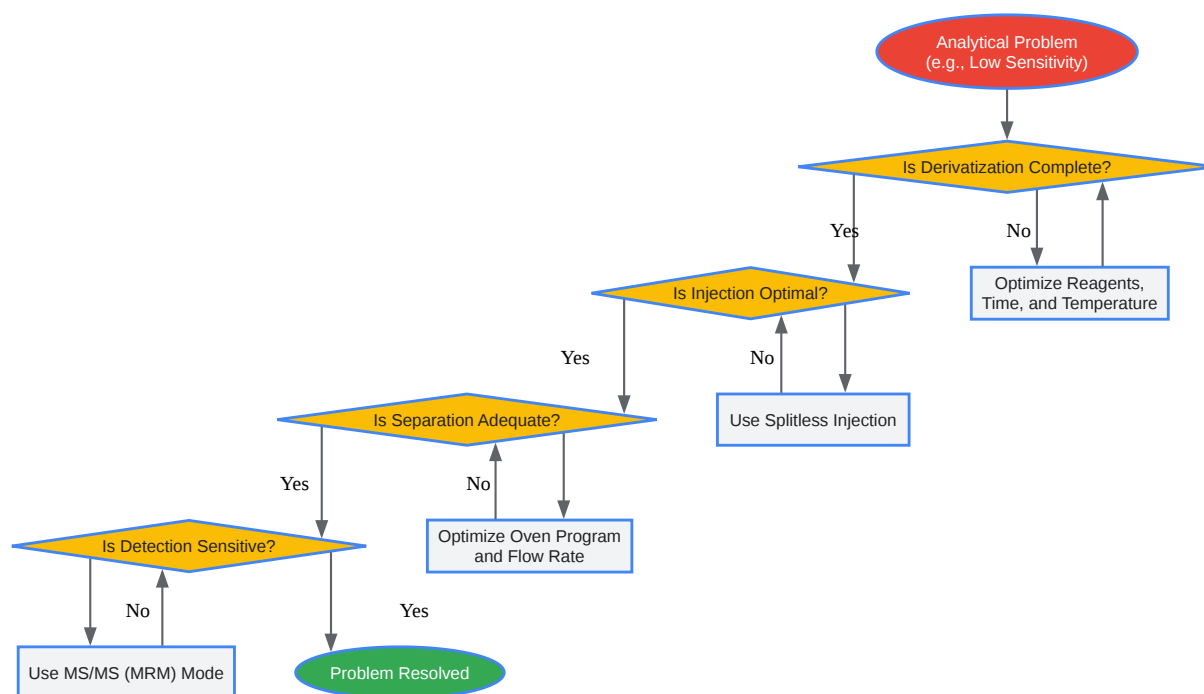 Analytical Problem
(e.g., Low Sensitivity)
Is Derivatization Complete?
Yes
No
Optimize Reagents,
Time, and Temperature
Is Injection Optimal?
Yes
No
Use Splitless Injection
Is Separation Adequate?
Yes
No
Optimize Oven Program
and Flow Rate
Is Detection Sensitive?
No
Yes
Use MS/MS (MRM) Mode
Problem Resolved